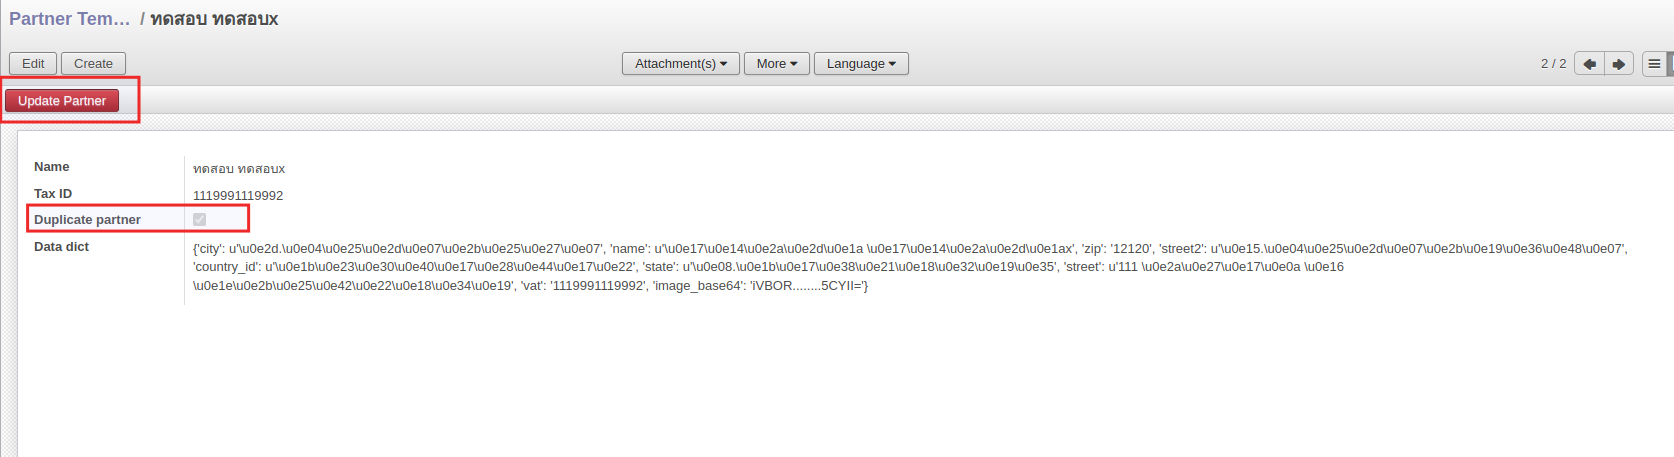 Partner Tem... / ทดสอบ ทดสอบx
Edit Create Attachment(s) More Language 2 / 2
Update Partner
Name ทดสอบ ทดสอบx
Tax ID 1119991119992
Duplicate partner
Data dict {'city': u'\u0e2d.\u0e04\u0e25\u0e2d\u0e07\u0e2b\u0e25\u0e27\u0e07', 'name': u'\u0e17\u0e14\u0e2a\u0e2d\u0e1a \u0e17\u0e14\u0e2a\u0e2d\u0e1ax', 'zip': '12120', 'street2': u'\u0e15.\u0e04\u0e25\u0e2d\u0e07\u0e2b\u0e19\u0e36\u0e48\u0e07',
'country_id': u'\u0e1b\u0e23\u0e30\u0e40\u0e17\u0e28\u0e44\u0e17\u0e22', 'state': u'\u0e08.\u0e1b\u0e17\u0e38\u0e21\u0e18\u0e32\u0e19\u0e35', 'street': u'111 \u0e2a\u0e27\u0e17\u0e0a \u0e16
\u0e1e\u0e2b\u0e25\u0e42\u0e22\u0e18\u0e34\u0e19', 'vat': '1119991119992', 'image_base64': 'iVBOR........5CYII='}